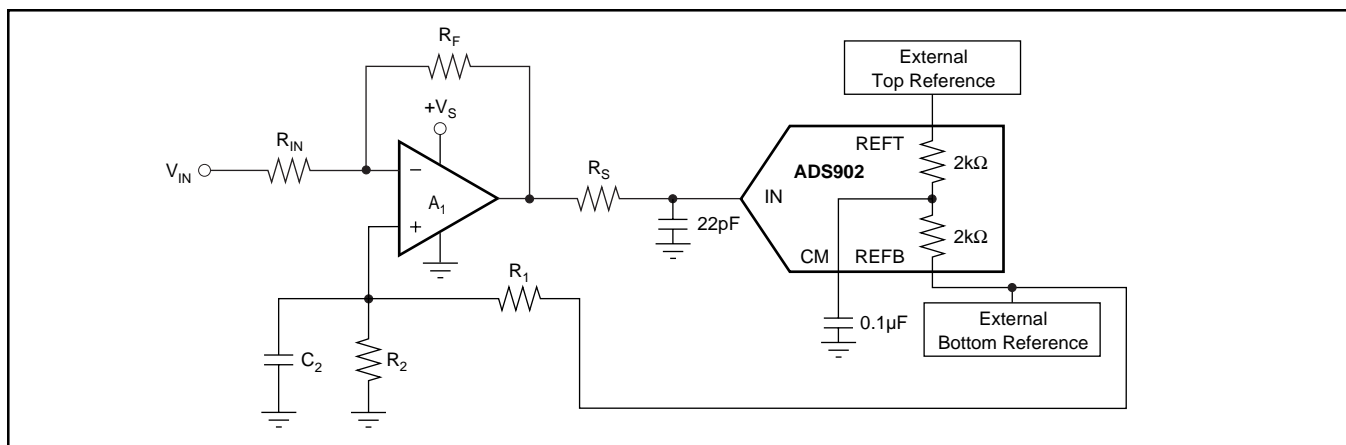 R_F
External
Top Reference
+V_S
R_IN
REFT
V_IN
−
R_S
ADS902
2kΩ
IN
A_1
+
22pF
2kΩ
CM
REFB
R_1
0.1µF
External
Bottom Reference
C_2
R_2